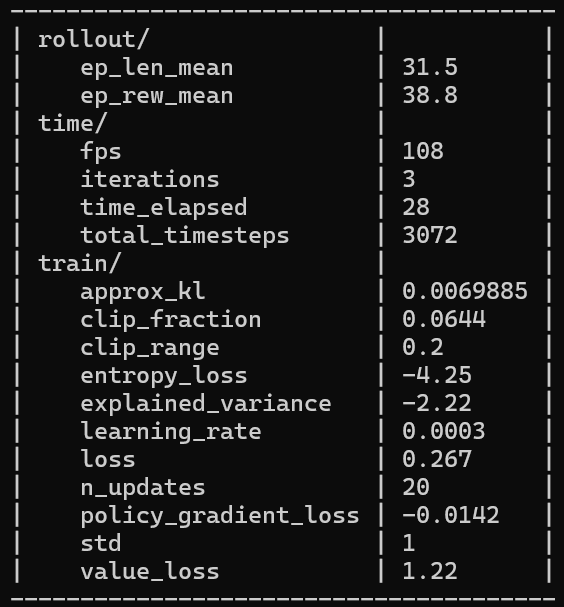 -----------------------------------------
| rollout/                |             |
|    ep_len_mean          | 31.5        |
|    ep_rew_mean          | 38.8        |
| time/                   |             |
|    fps                  | 108         |
|    iterations           | 3           |
|    time_elapsed         | 28          |
|    total_timesteps      | 3072        |
| train/                  |             |
|    approx_kl            | 0.0069885   |
|    clip_fraction        | 0.0644      |
|    clip_range           | 0.2         |
|    entropy_loss         | -4.25       |
|    explained_variance   | -2.22       |
|    learning_rate        | 0.0003      |
|    loss                 | 0.267       |
|    n_updates            | 20          |
|    policy_gradient_loss | -0.0142     |
|    std                  | 1           |
|    value_loss           | 1.22        |
-----------------------------------------